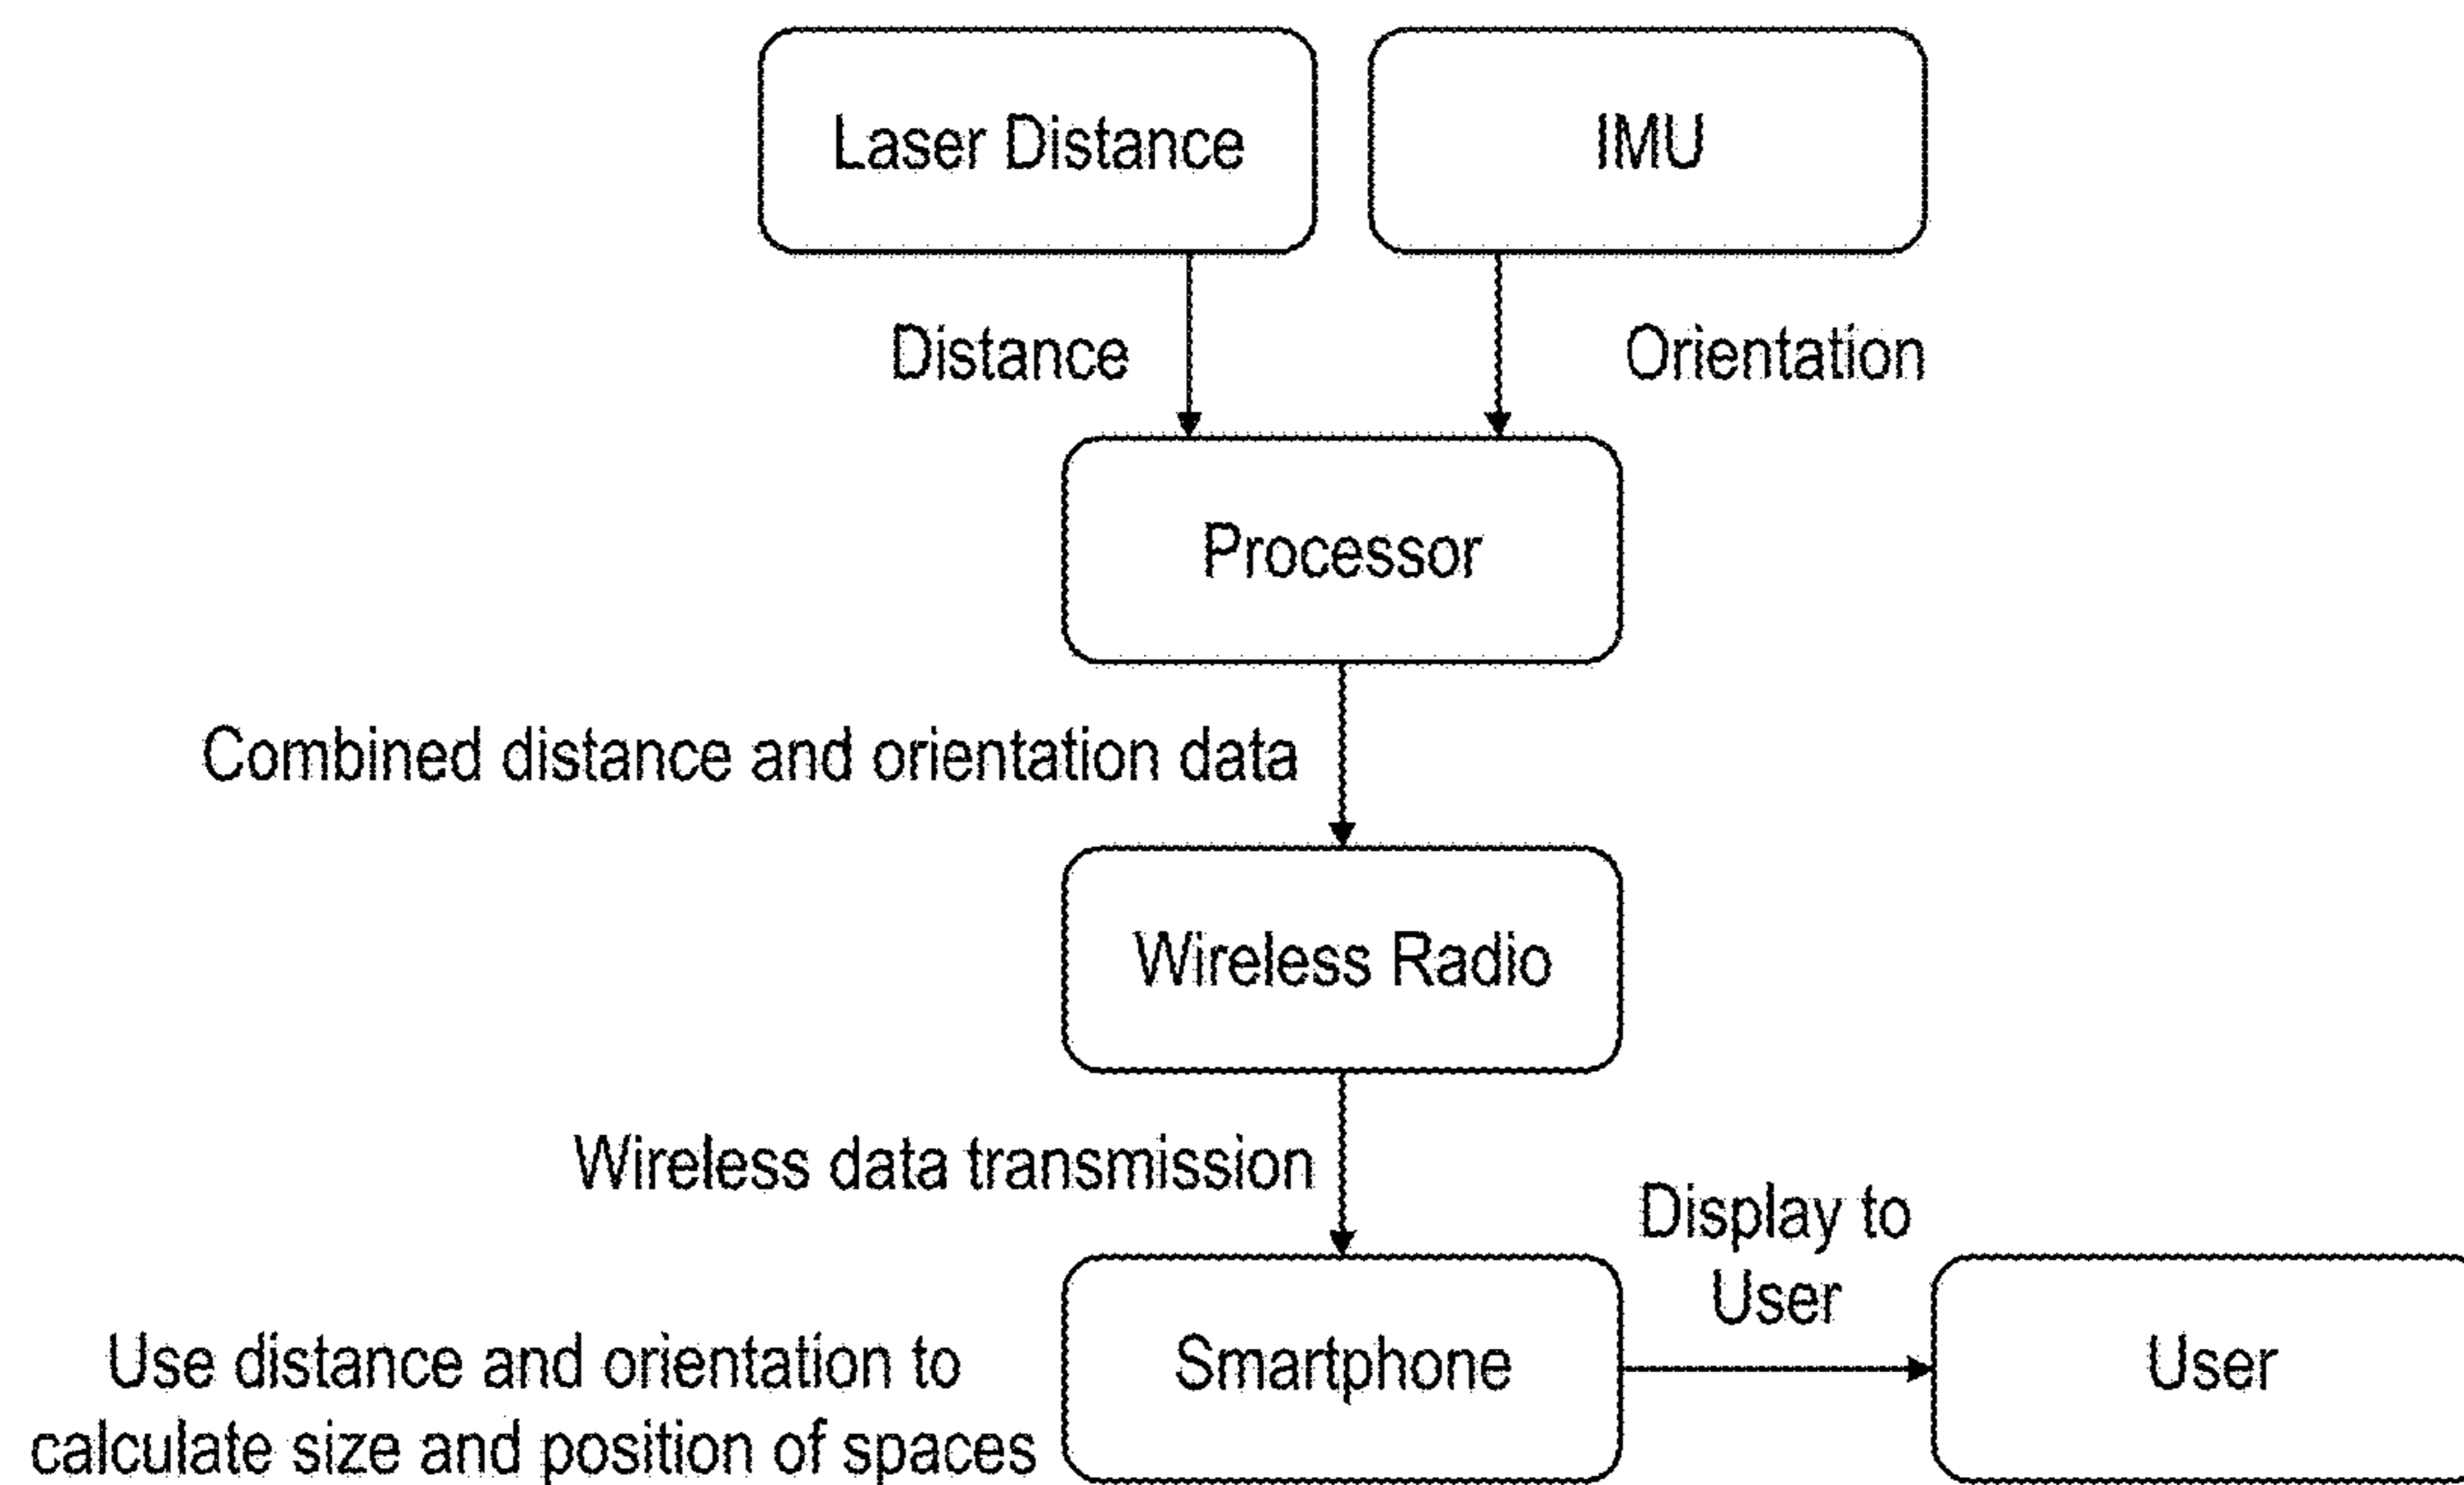 Laser Distance
IMU
Distance
Orientation
Processor
Combined distance and orientation data
Wireless Radio
Wireless data transmission
Display to
User
Use distance and orientation to
calculate size and position of spaces
Smartphone
User